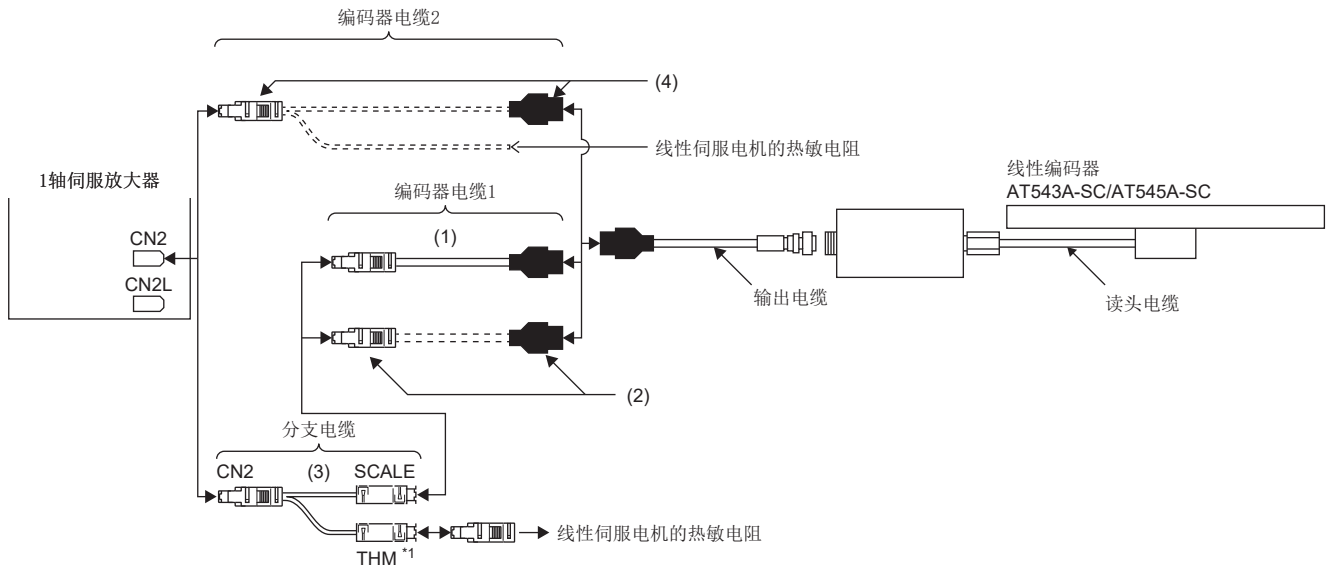 编码器电缆2
(4)
线性伺服电机的热敏电阻
1轴伺服放大器
CN2
CN2L
编码器电缆1
(1)
线性编码器
AT543A-SC/AT545A-SC
输出电缆
读头电缆
(2)
分支电缆
CN2
(3)
SCALE
THM *1
线性伺服电机的热敏电阻